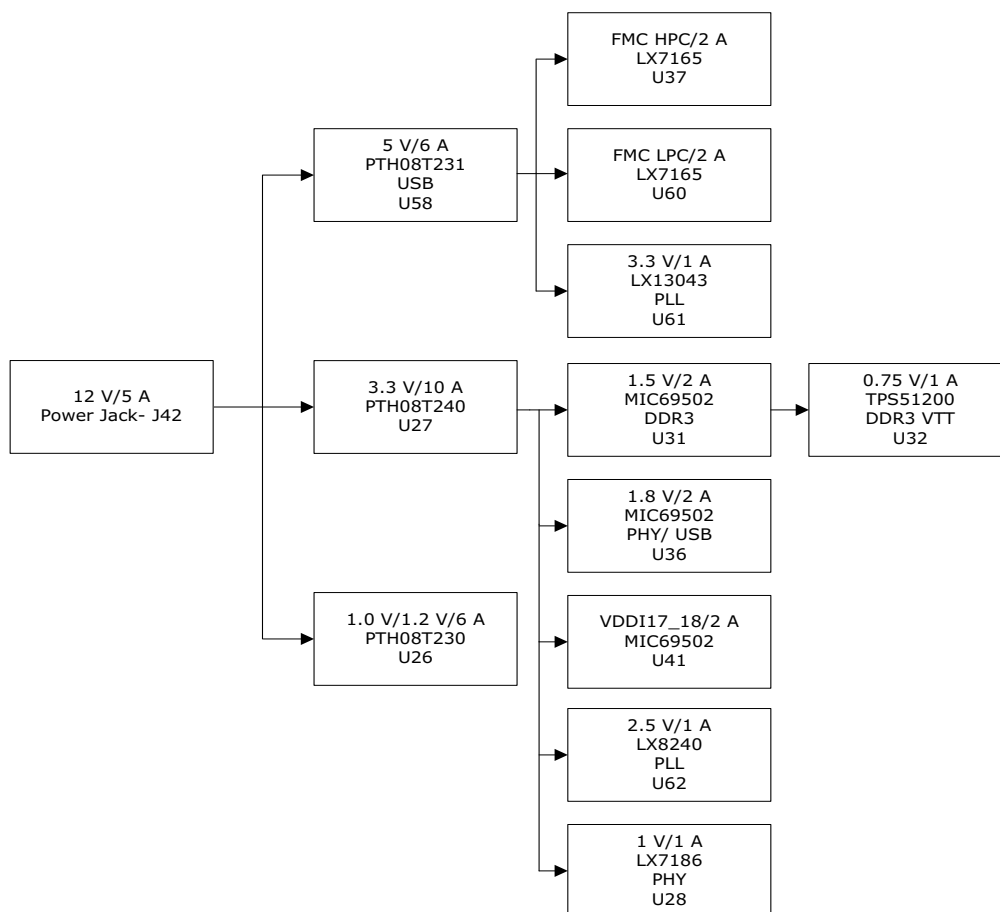 12 V/5 A
Power Jack- J42
5 V/6 A
PTH08T231
USB
U58
FMC HPC/2 A
LX7165
U37
FMC LPC/2 A
LX7165
U60
3.3 V/1 A
LX13043
PLL
U61
3.3 V/10 A
PTH08T240
U27
1.5 V/2 A
MIC69502
DDR3
U31
0.75 V/1 A
TPS51200
DDR3 VTT
U32
1.8 V/2 A
MIC69502
PHY/ USB
U36
VDDI17_18/2 A
MIC69502
U41
2.5 V/1 A
LX8240
PLL
U62
1 V/1 A
LX7186
PHY
U28
1.0 V/1.2 V/6 A
PTH08T230
U26